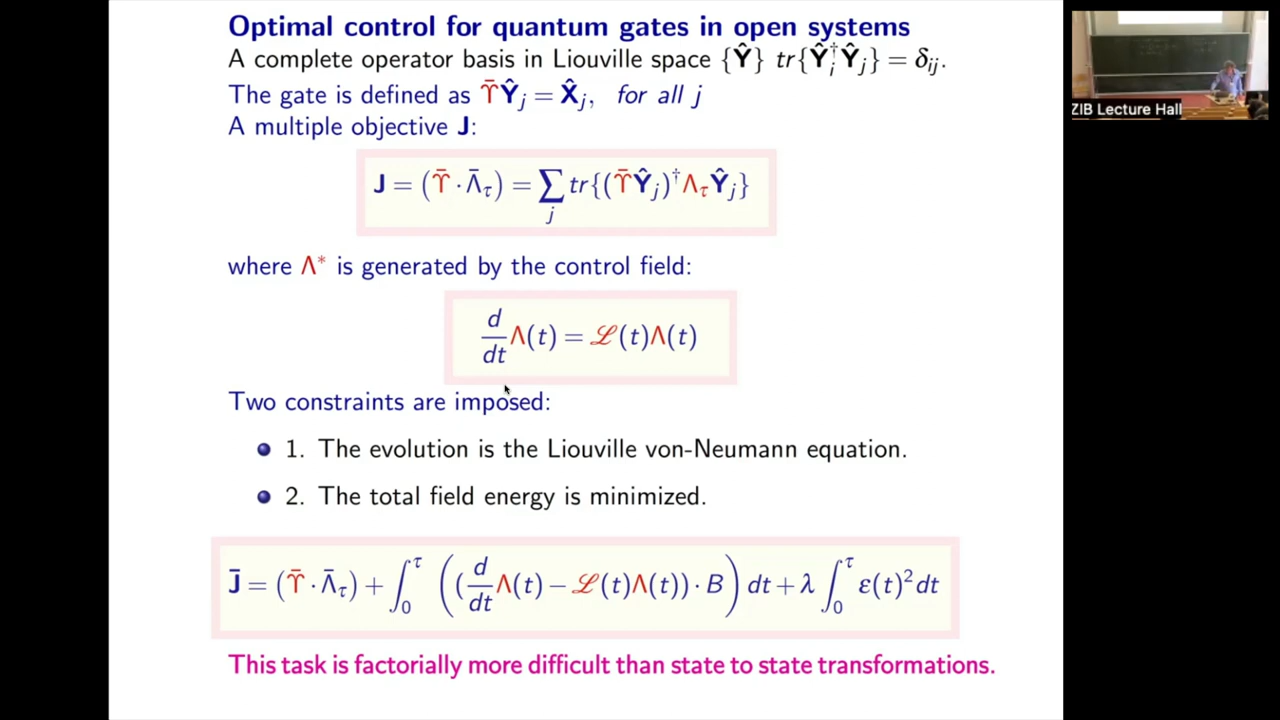 Optimal control for quantum gates in open systems
A complete operator basis in Liouville space {Ŷ} tr{Ŷ†ᵢŶⱼ} = δᵢⱼ.
The gate is defined as ῩŶⱼ = X̂ⱼ, for all j
A multiple objective J:
J = (Ῡ · Λ̄_τ) = ∑_j tr{(ῩŶⱼ)†Λ_τŶⱼ}
where Λ* is generated by the control field:
d/dt Λ(t) = ℒ(t)Λ(t)
Two constraints are imposed:
1. The evolution is the Liouville von-Neumann equation.
2. The total field energy is minimized.
J̄ = (Ῡ · Λ̄_τ) + ∫₀^τ ((d/dt Λ(t) − ℒ(t)Λ(t)) · B) dt + λ ∫₀^τ ε(t)² dt
This task is factorially more difficult than state to state transformations.
ZIB Lecture Hall